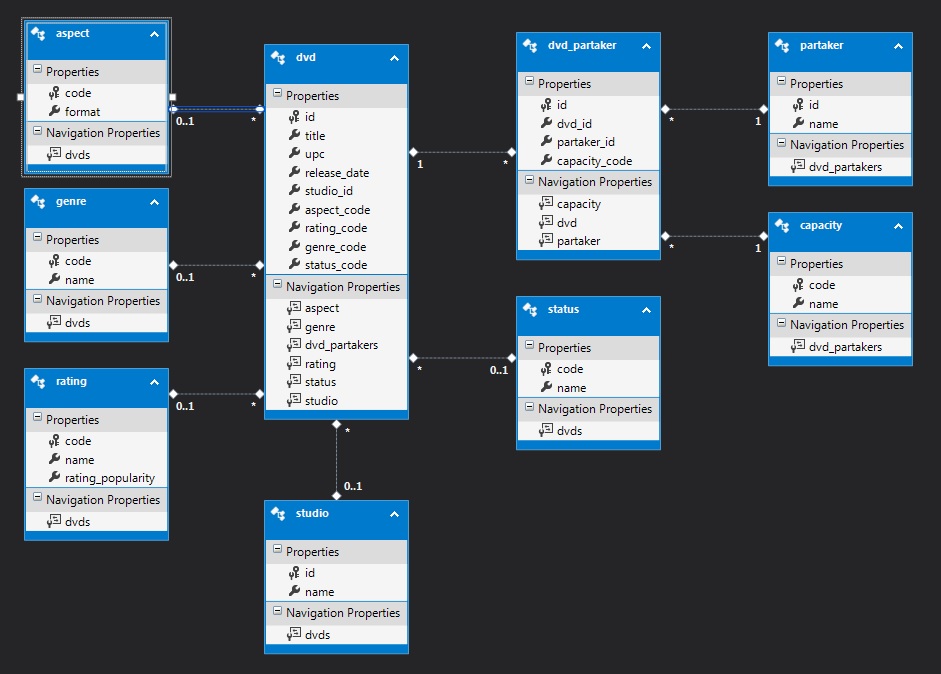 aspect
Properties
code
format
Navigation Properties
dvds
0..1
*
genre
Properties
code
name
Navigation Properties
dvds
0..1
*
rating
Properties
code
name
rating_popularity
Navigation Properties
dvds
0..1
*
dvd
Properties
id
title
upc
release_date
studio_id
aspect_code
rating_code
genre_code
status_code
Navigation Properties
aspect
genre
dvd_partakers
rating
status
studio
1
*
*
0..1
*
0..1
studio
Properties
id
name
Navigation Properties
dvds
dvd_partaker
Properties
id
dvd_id
partaker_id
capacity_code
Navigation Properties
capacity
dvd
partaker
*
1
*
1
status
Properties
code
name
Navigation Properties
dvds
partaker
Properties
id
name
Navigation Properties
dvd_partakers
capacity
Properties
code
name
Navigation Properties
dvd_partakers